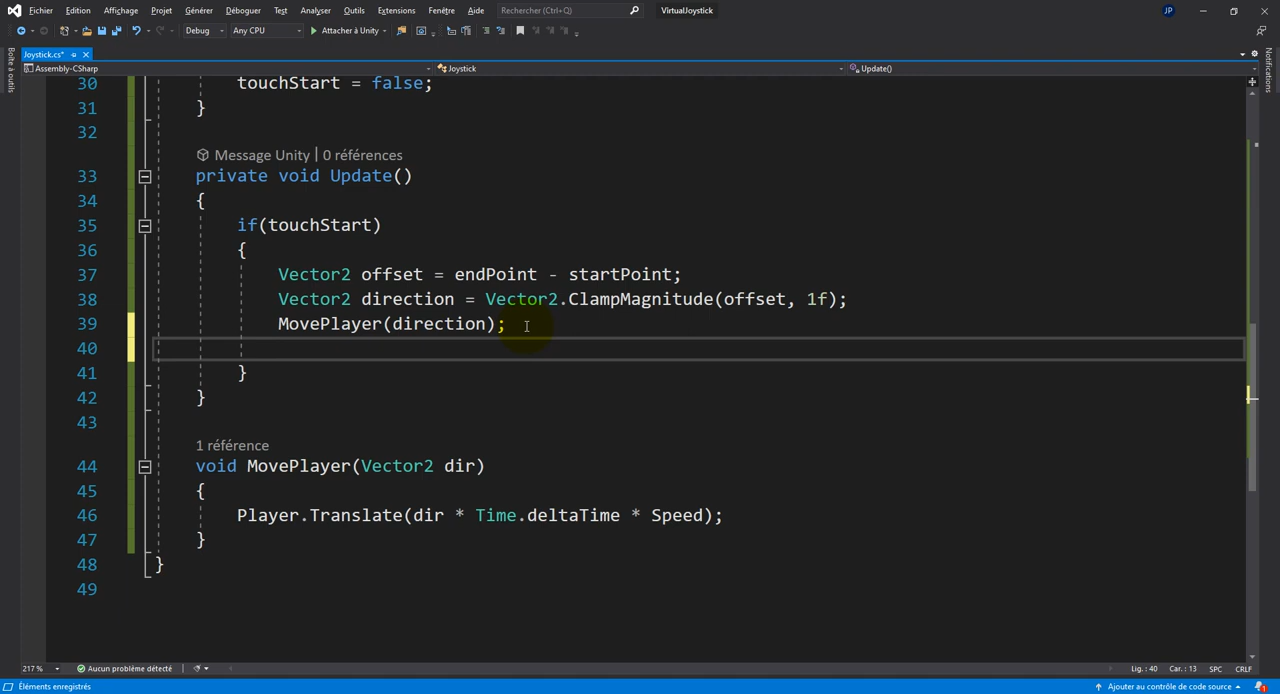 Fichier Edition Affichage Projet Générer Déboguer Test Analyser Outils Extensions Fenêtre Aide Rechercher (Ctrl+Q) VirtualJoystick JP
Debug Any CPU Attacher à Unity
Joystick.cs*
Assembly-CSharp Joystick Update()
Boîte à outils
Notifications
30 touchStart = false;
31 }
32
Message Unity | 0 références
33 private void Update()
34 {
35 if(touchStart)
36 {
37 Vector2 offset = endPoint - startPoint;
38 Vector2 direction = Vector2.ClampMagnitude(offset, 1f);
39 MovePlayer(direction);
40
41 }
42 }
43
1 référence
44 void MovePlayer(Vector2 dir)
45 {
46 Player.Translate(dir * Time.deltaTime * Speed);
47 }
48 }
49
217 % Aucun problème détecté Lig. : 40 Car. : 13 SPC CRLF
Éléments enregistrés Ajouter au contrôle de code source 1